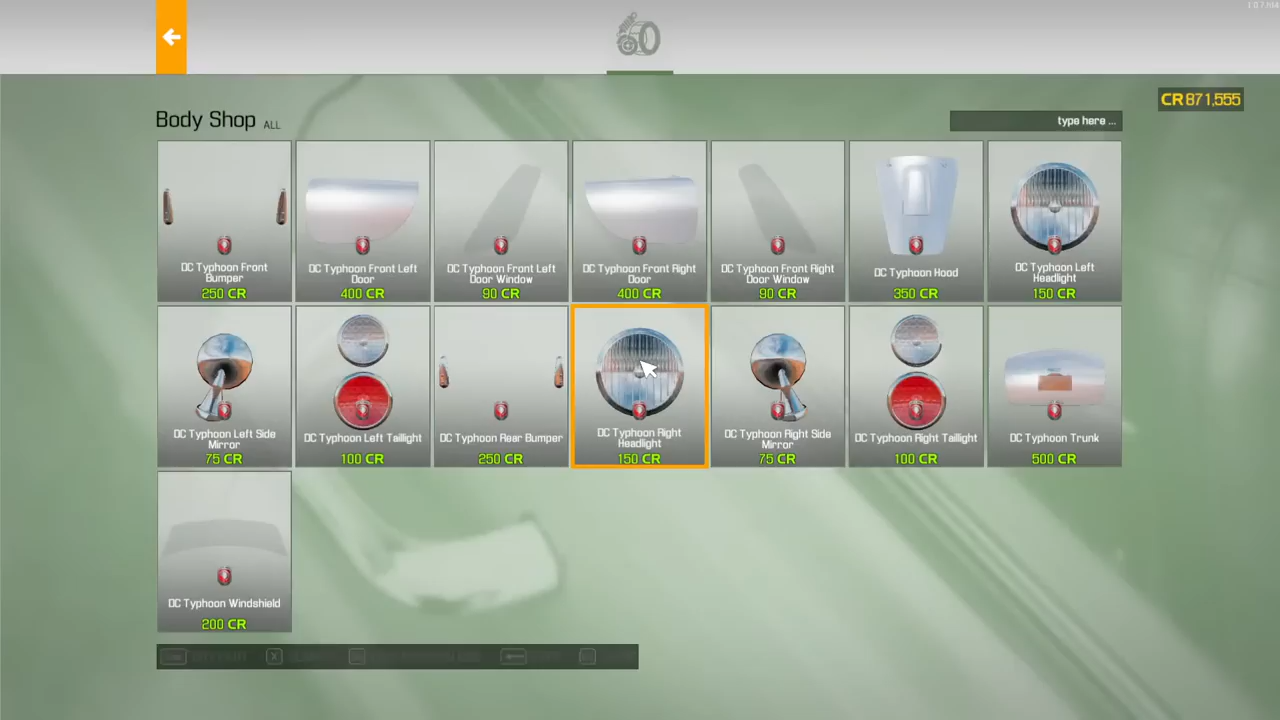 CR 871,555
Body Shop ALL
type here ...
DC Typhoon Front
Bumper
250 CR
DC Typhoon Front Left
Door
400 CR
DC Typhoon Front Left
Door Window
90 CR
DC Typhoon Front Right
Door
400 CR
DC Typhoon Front Right
Door Window
90 CR
DC Typhoon Hood
350 CR
DC Typhoon Left
Headlight
150 CR
DC Typhoon Left Side
Mirror
75 CR
DC Typhoon Left Taillight
100 CR
DC Typhoon Rear Bumper
250 CR
DC Typhoon Right
Headlight
150 CR
DC Typhoon Right Side
Mirror
75 CR
DC Typhoon Right Taillight
100 CR
DC Typhoon Trunk
500 CR
DC Typhoon Windshield
200 CR
X